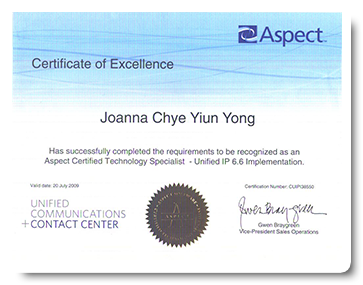 Aspect
Certificate of Excellence
Joanna Chye Yiun Yong
Has successfully completed the requirements to be recognized as an
Aspect Certified Technology Specialist - Unified IP 6.6 Implementation.
Valid date: 20 July 2009
Certification Number: CUIP136550
UNIFIED
COMMUNICATIONS
+ CONTACT CENTER
Gwen Braygreen
Gwen Braygreen
Vice-President Sales Operations